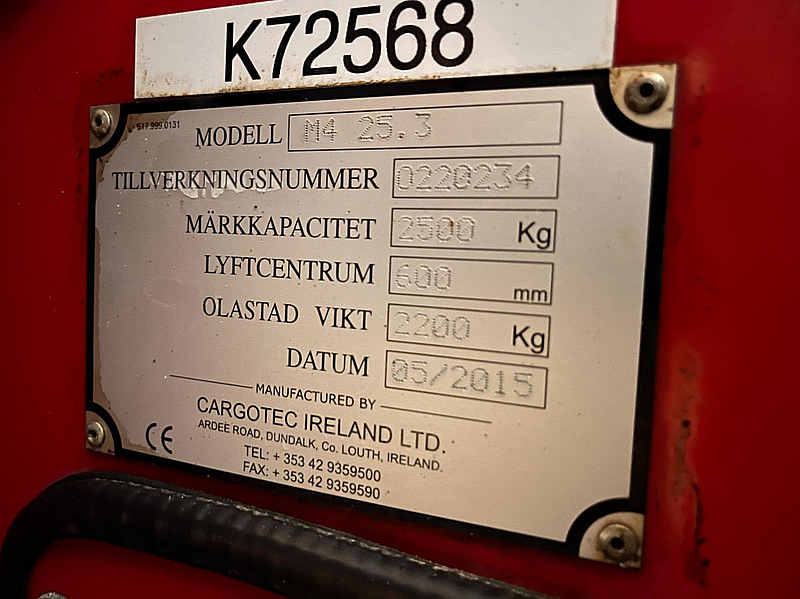 K72568
517.999.0131
MODELL M4 25.3
TILLVERKNINGSNUMMER 0220234
MÄRKKAPACITET 2500 Kg
LYFTCENTRUM 600 mm
OLASTAD VIKT 2200 Kg
DATUM 05/2015
MANUFACTURED BY
CARGOTEC IRELAND LTD.
ARDEE ROAD, DUNDALK, Co. LOUTH, IRELAND.
TEL: + 353 42 9359500
FAX: + 353 42 9359590
CE